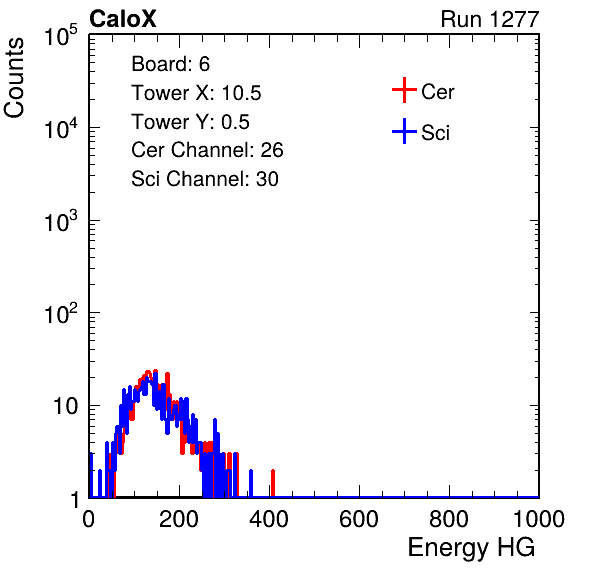 CaloX Run 1277
Board: 6
Tower X: 10.5
Tower Y: 0.5
Cer Channel: 26
Sci Channel: 30
Cer
Sci
Counts
10^5
10^4
10^3
10^2
10
1
0 200 400 600 800 1000
Energy HG